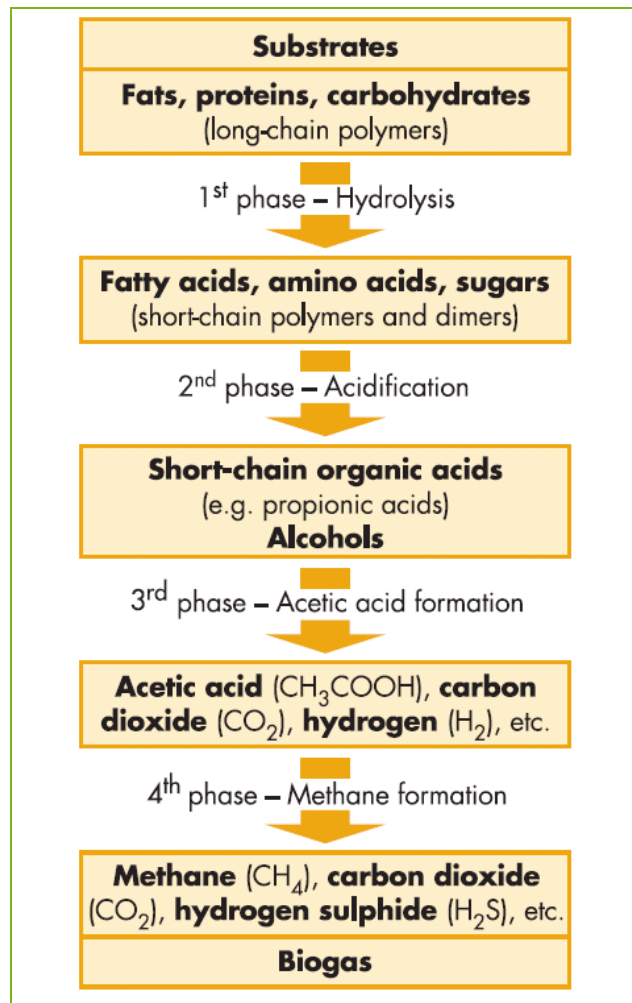 Substrates
Fats, proteins, carbohydrates
(long-chain polymers)
1st phase – Hydrolysis
Fatty acids, amino acids, sugars
(short-chain polymers and dimers)
2nd phase – Acidification
Short-chain organic acids
(e.g. propionic acids)
Alcohols
3rd phase – Acetic acid formation
Acetic acid (CH₃COOH), carbon
dioxide (CO₂), hydrogen (H₂), etc.
4th phase – Methane formation
Methane (CH₄), carbon dioxide
(CO₂), hydrogen sulphide (H₂S), etc.
Biogas